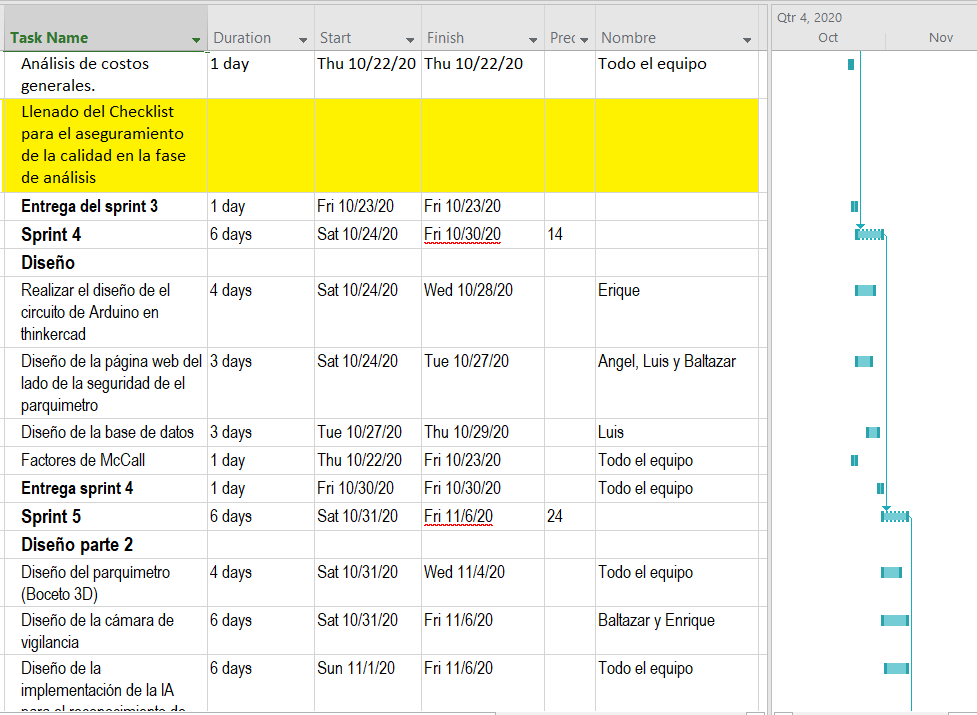 Qtr 4, 2020
Task Name Duration Start Finish Prec Nombre Oct Nov
Análisis de costos 1 day Thu 10/22/20 Thu 10/22/20 Todo el equipo
generales.
Llenado del Checklist
para el aseguramiento
de la calidad en la fase
de análisis
Entrega del sprint 3 1 day Fri 10/23/20 Fri 10/23/20
Sprint 4 6 days Sat 10/24/20 Fri 10/30/20 14
Diseño
Realizar el diseño de el 4 days Sat 10/24/20 Wed 10/28/20 Erique
circuito de Arduino en
thinkercad
Diseño de la página web del 3 days Sat 10/24/20 Tue 10/27/20 Angel, Luis y Baltazar
lado de la seguridad de el
parquimetro
Diseño de la base de datos 3 days Tue 10/27/20 Thu 10/29/20 Luis
Factores de McCall 1 day Thu 10/22/20 Fri 10/23/20 Todo el equipo
Entrega sprint 4 1 day Fri 10/30/20 Fri 10/30/20 Todo el equipo
Sprint 5 6 days Sat 10/31/20 Fri 11/6/20 24
Diseño parte 2
Diseño del parquimetro 4 days Sat 10/31/20 Wed 11/4/20 Todo el equipo
(Boceto 3D)
Diseño de la cámara de 6 days Sat 10/31/20 Fri 11/6/20 Baltazar y Enrique
vigilancia
Diseño de la 6 days Sun 11/1/20 Fri 11/6/20 Todo el equipo
implementación de la IA
para el reconocimiento de